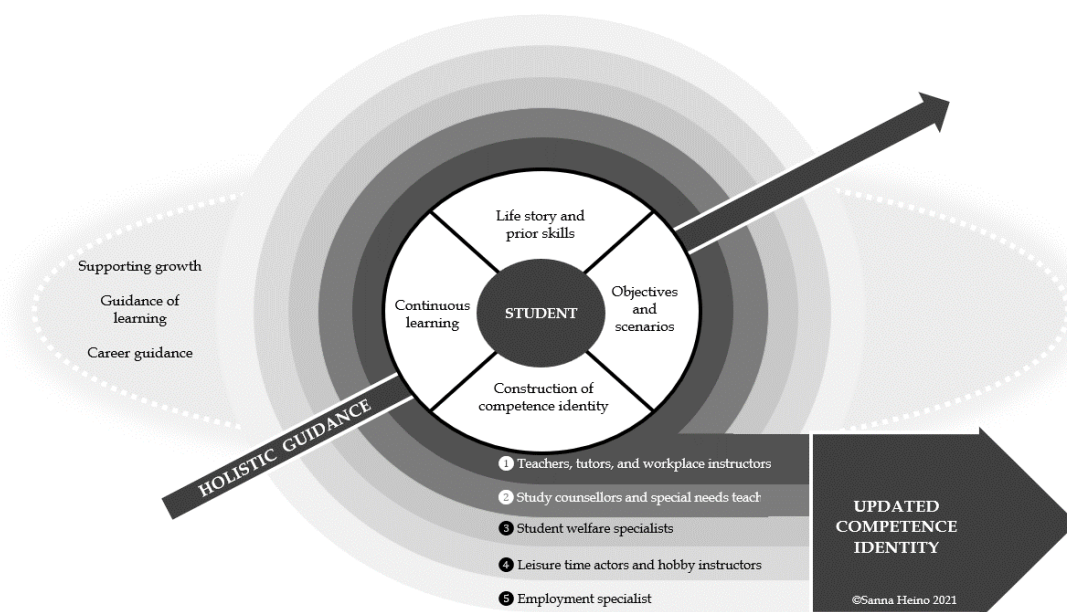 Life story and
prior skills
Supporting growth
Guidance of
learning
Career guidance
Continuous
learning
STUDENT
Objectives
and
scenarios
Construction of
competence identity
HOLISTIC GUIDANCE
1 Teachers, tutors, and workplace instructors
2 Study counsellors and special needs teach
3 Student welfare specialists
4 Leisure time actors and hobby instructors
5 Employment specialist
UPDATED
COMPETENCE
IDENTITY
©Sanna Heino 2021